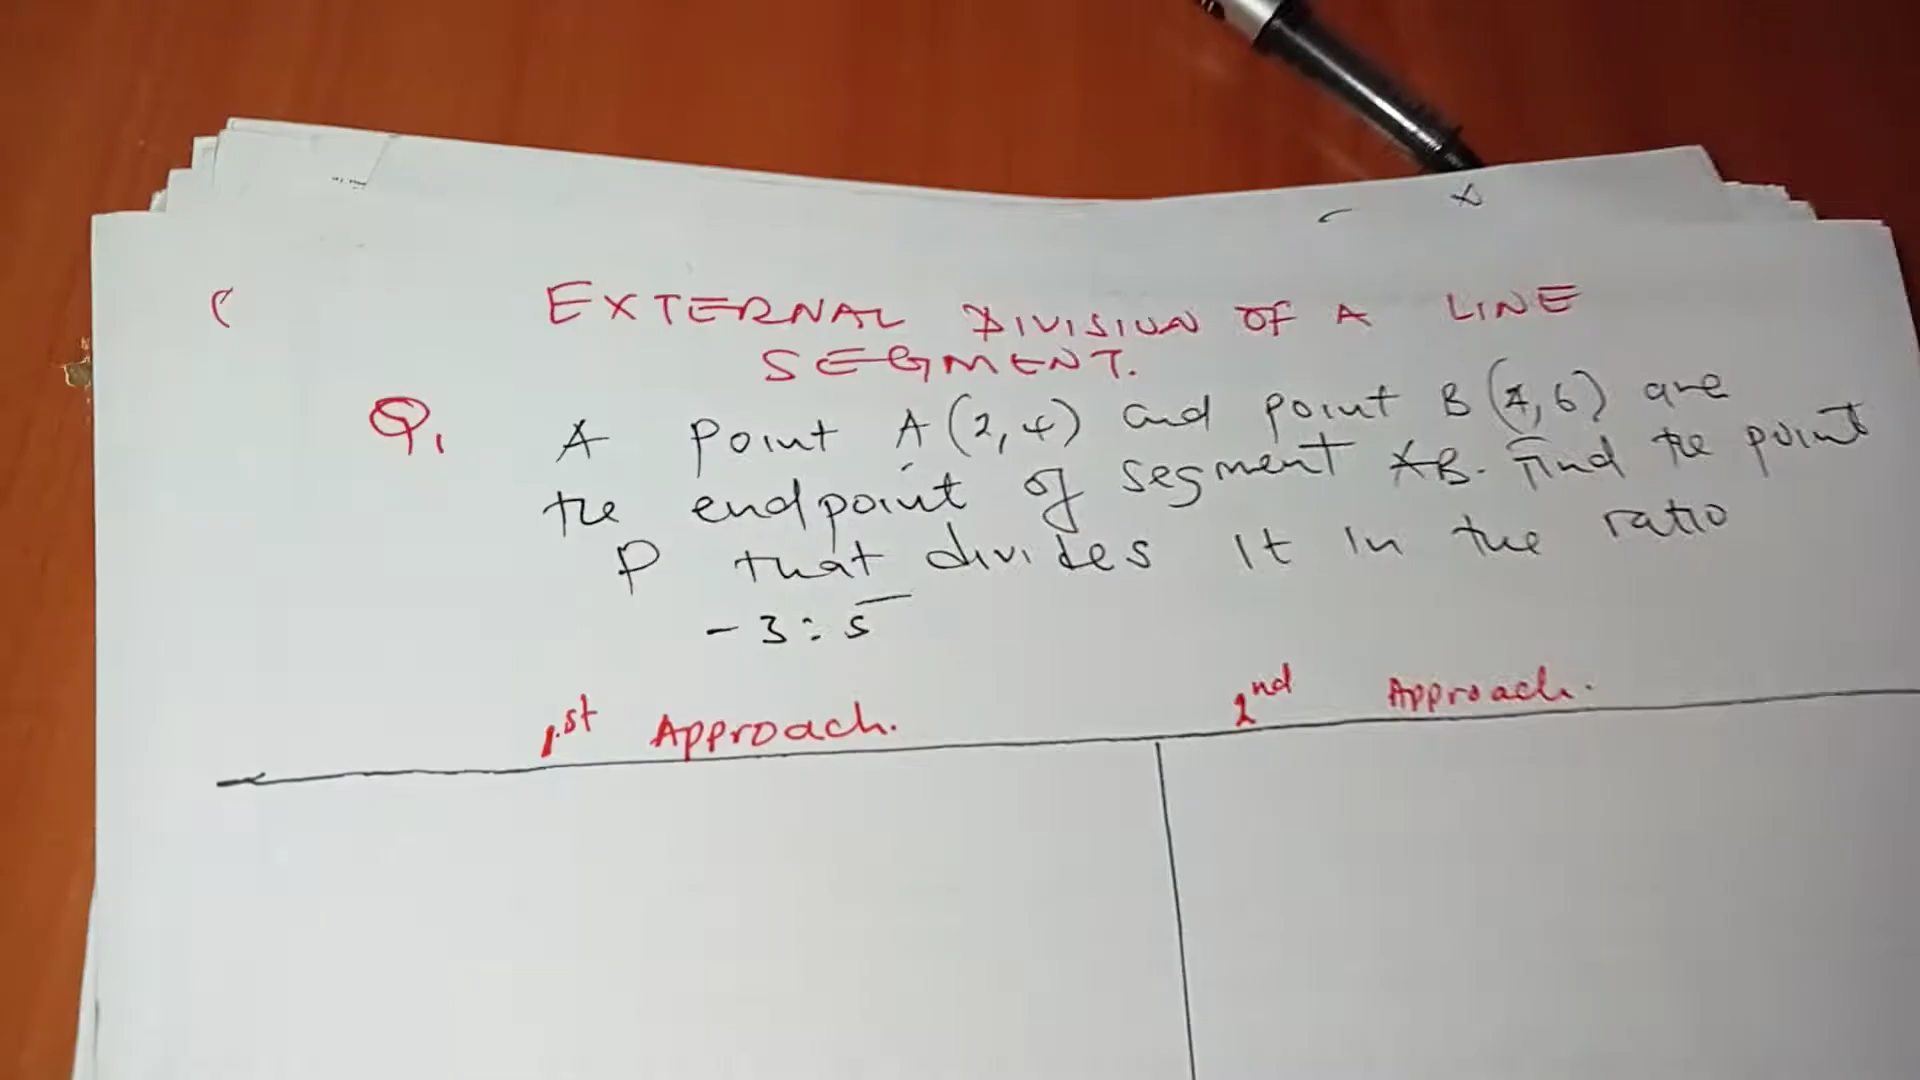 EXTERNAL DIVISION OF A LINE
SEGMENT.
Q1 A point A(2,4) and point B(,6) are
the endpoint of segment AB. Find the point
P that divides it in the ratio
-3:5
1st Approach. 2nd Approach.